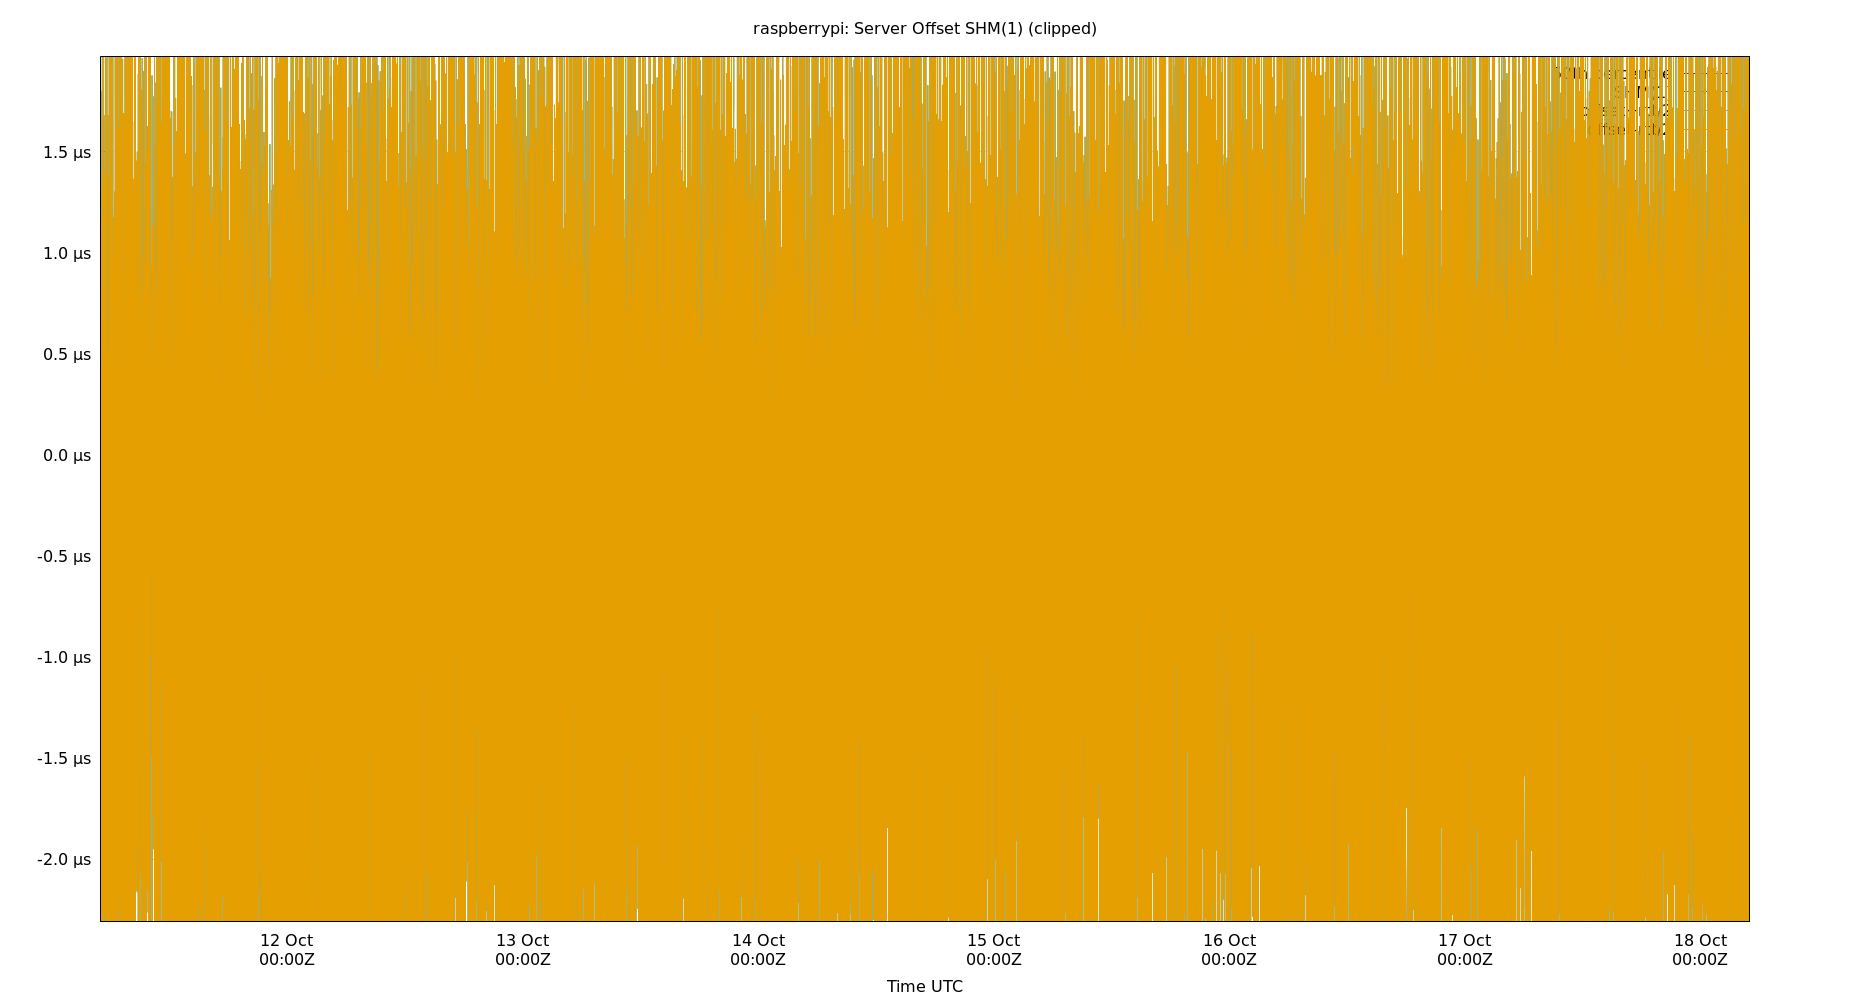 raspberrypi: Server Offset SHM(1) (clipped)
1.5 µs
1.0 µs
0.5 µs
0.0 µs
-0.5 µs
-1.0 µs
-1.5 µs
-2.0 µs
12 Oct 13 Oct 14 Oct 15 Oct 16 Oct 17 Oct 18 Oct
00:00Z 00:00Z 00:00Z 00:00Z 00:00Z 00:00Z 00:00Z
Time UTC